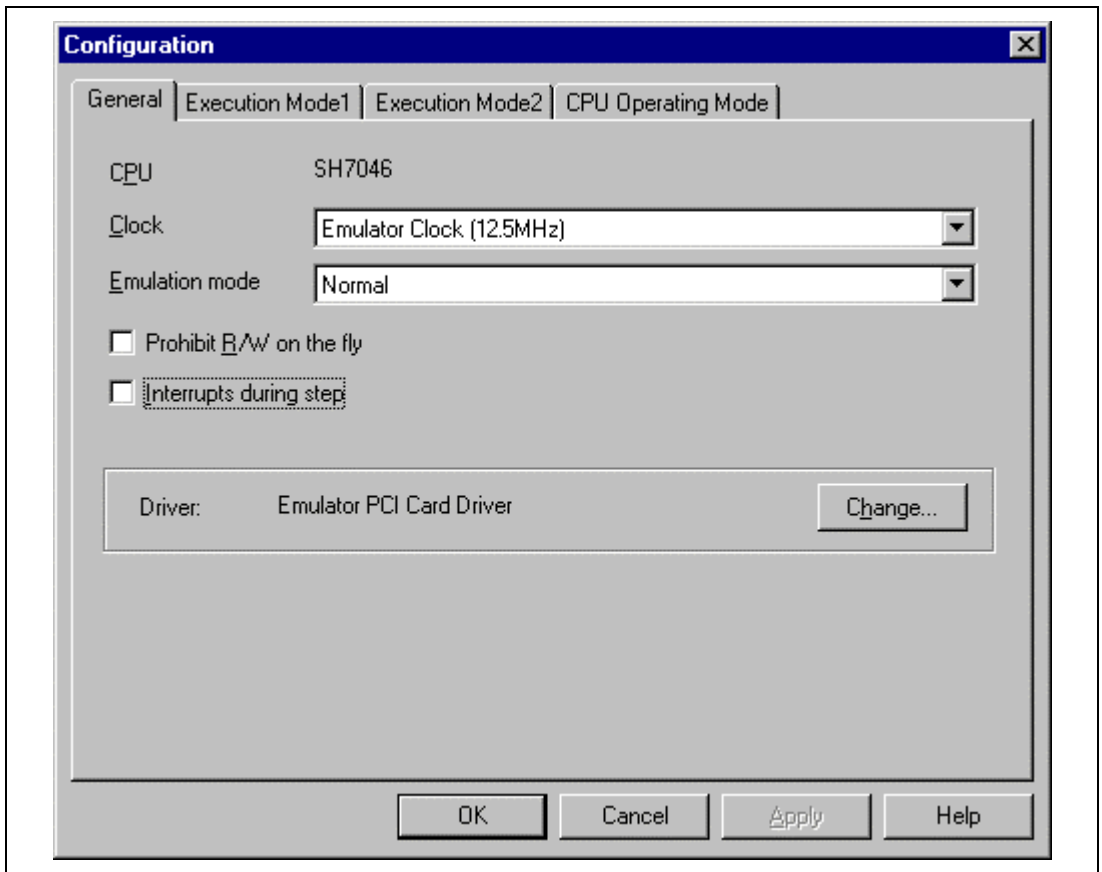 Configuration
General Execution Mode1 Execution Mode2 CPU Operating Mode
CPU SH7046
Clock Emulator Clock (12.5MHz)
Emulation mode Normal
Prohibit R/W on the fly
Interrupts during step
Driver: Emulator PCI Card Driver Change...
OK Cancel Apply Help